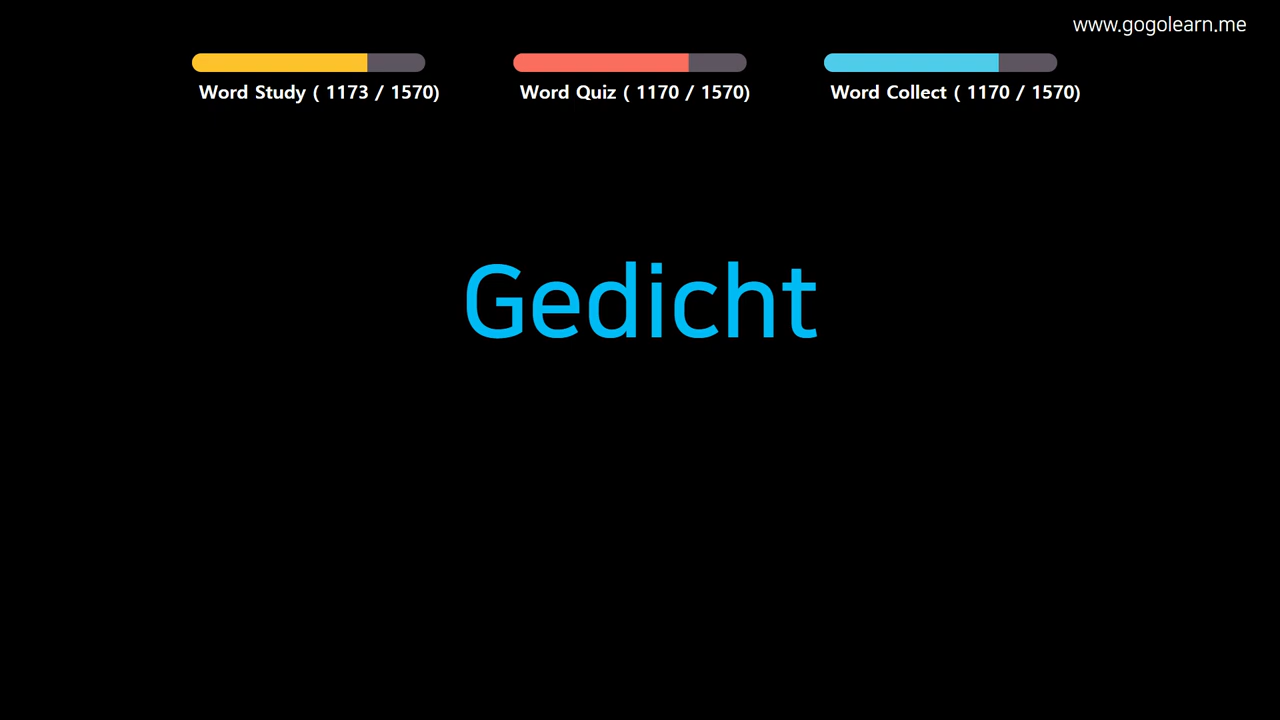 www.gogolearn.me
Word Study ( 1173 / 1570)
Word Quiz ( 1170 / 1570)
Word Collect ( 1170 / 1570)
Gedicht